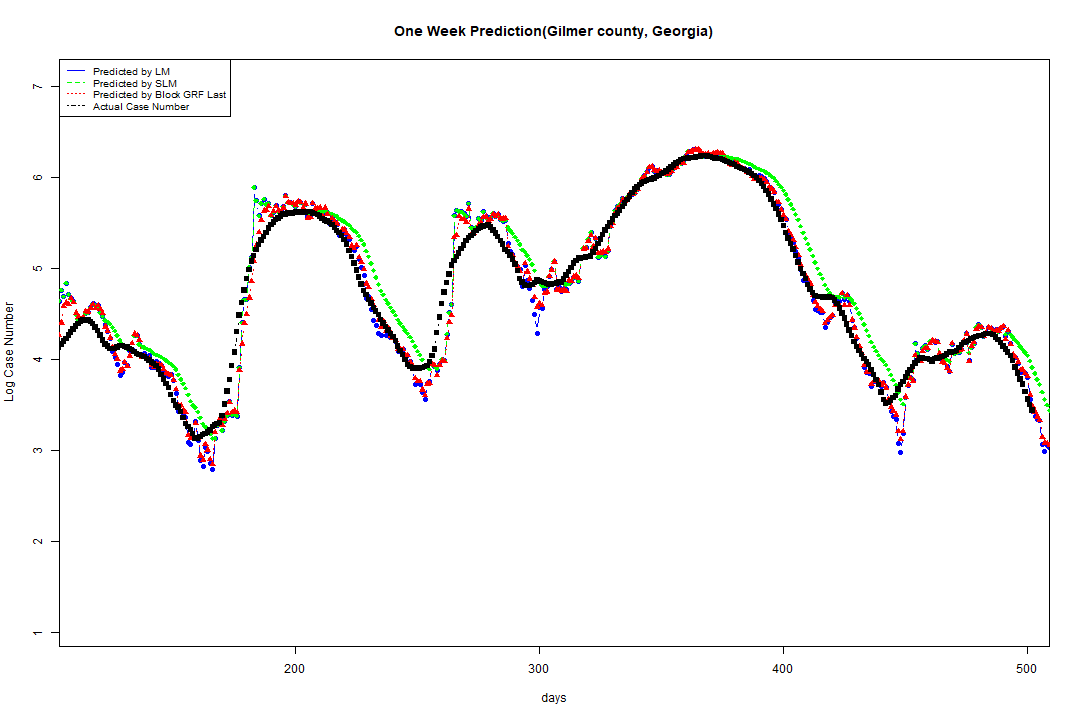 One Week Prediction(Gilmer county, Georgia)
Predicted by LM
Predicted by SLM
Predicted by Block GRF Last
Actual Case Number
7
6
5
4
3
2
1
Log Case Number
200 300 400 500
days